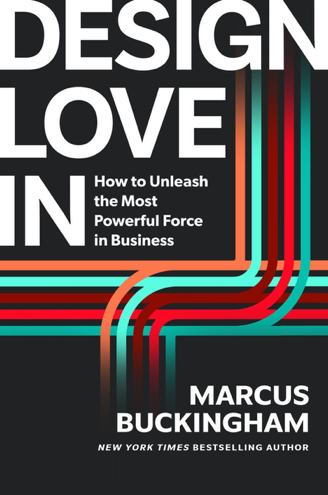 DESIGN
LOVE
IN
How to Unleash
the Most
Powerful Force
in Business
MARCUS
BUCKINGHAM
NEW YORK TIMES BESTSELLING AUTHOR